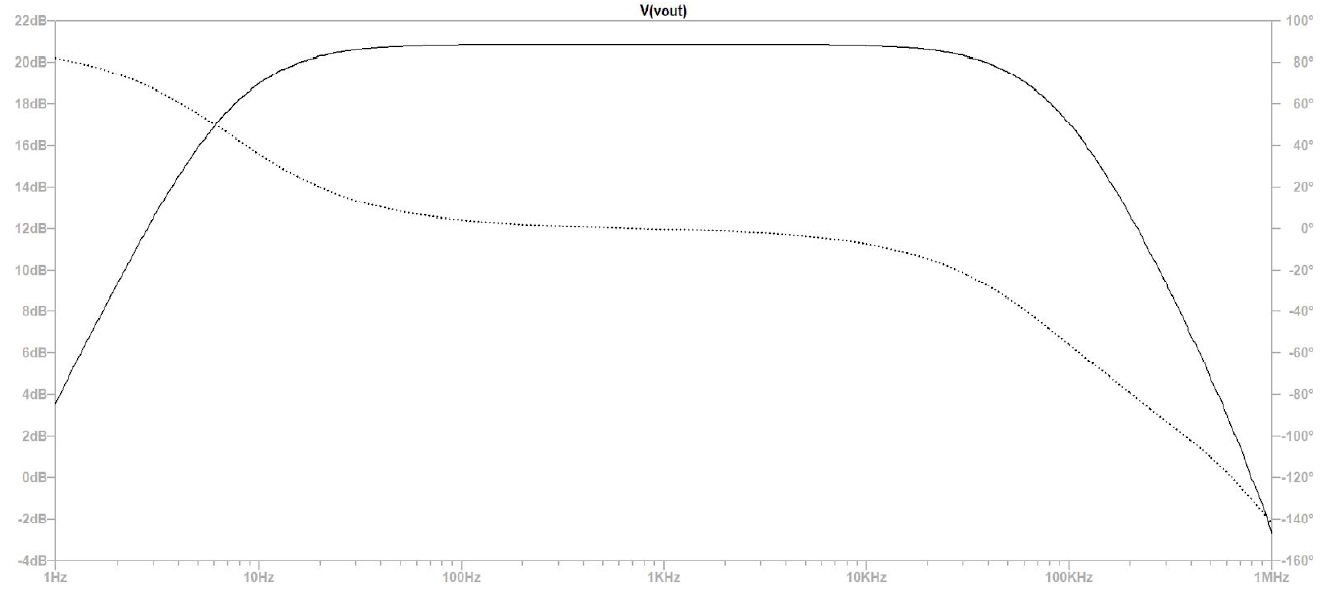 V(vout)
22dB
20dB
18dB
16dB
14dB
12dB
10dB
8dB
6dB
4dB
2dB
0dB
-2dB
-4dB
100°
80°
60°
40°
20°
0°
-20°
-40°
-60°
-80°
-100°
-120°
-140°
-160°
1Hz 10Hz 100Hz 1KHz 10KHz 100KHz 1MHz